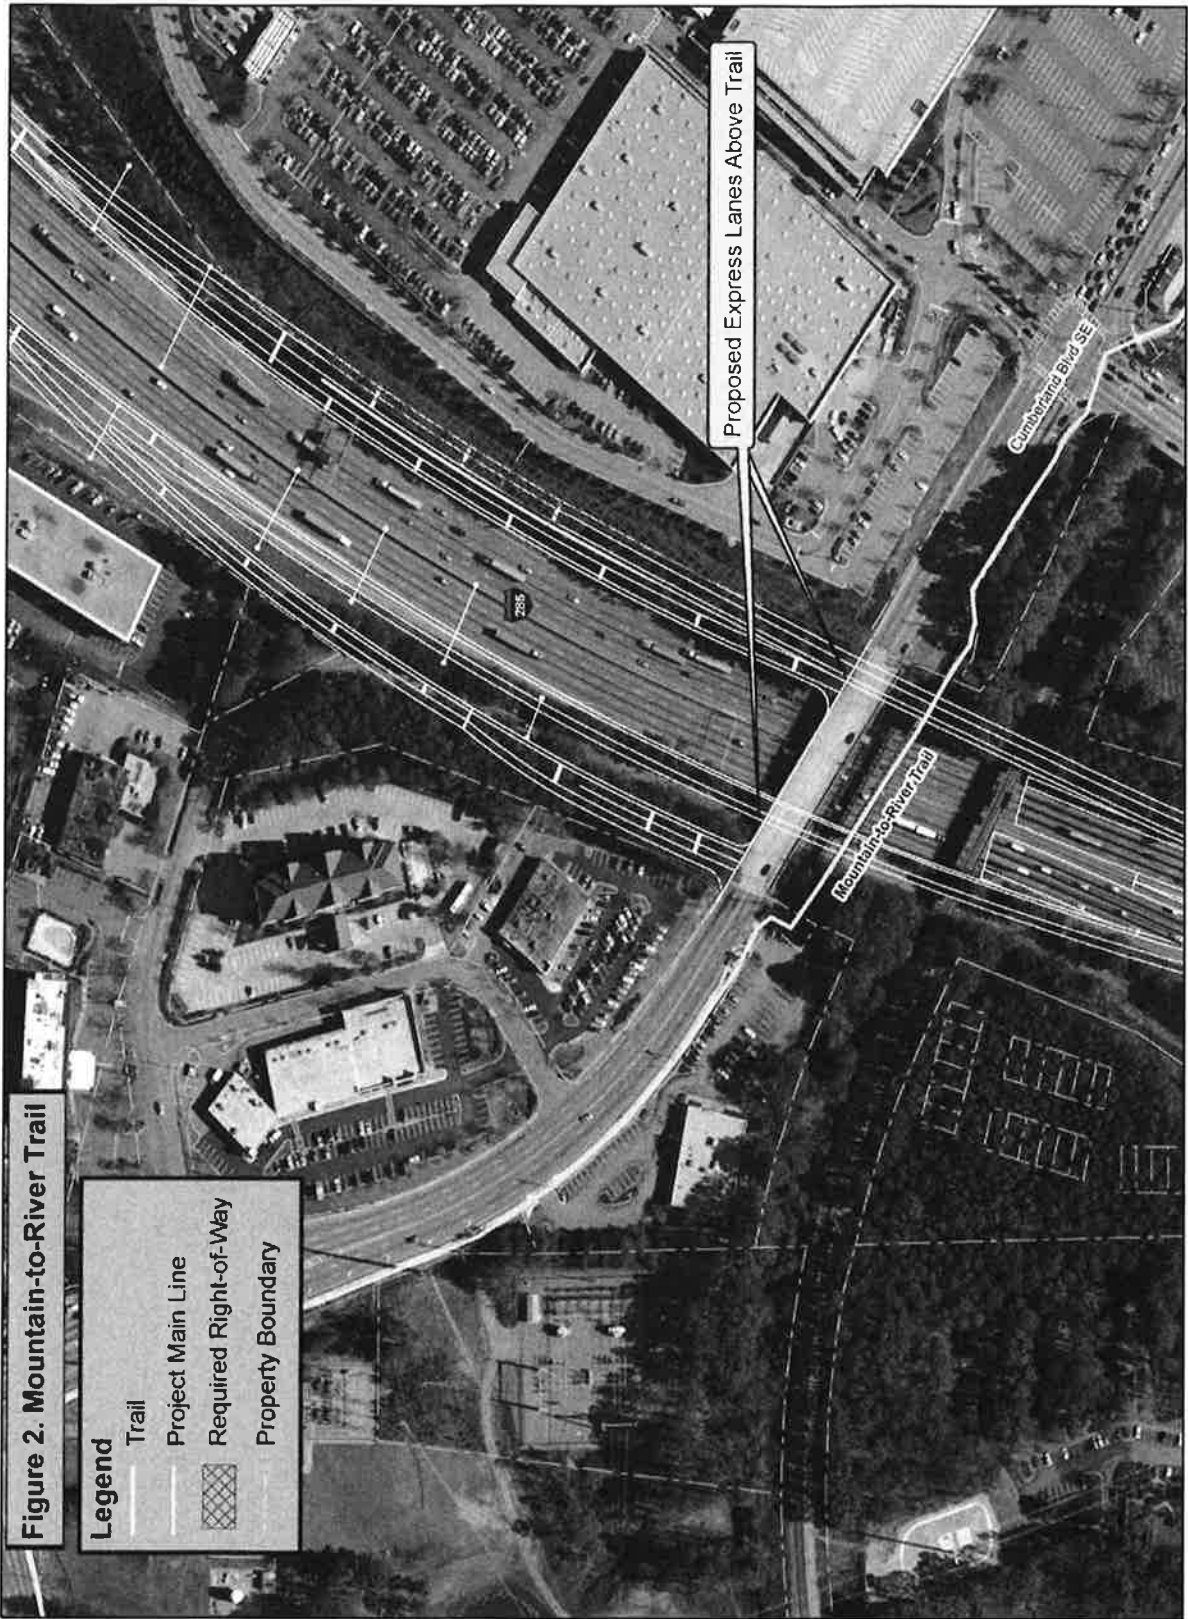 Figure 2. Mountain-to-River Trail
Legend
Trail
Project Main Line
Required Right-of-Way
Property Boundary
Proposed Express Lanes Above Trail
285
Cumberland Blvd SE
Mountain-to-River Trail